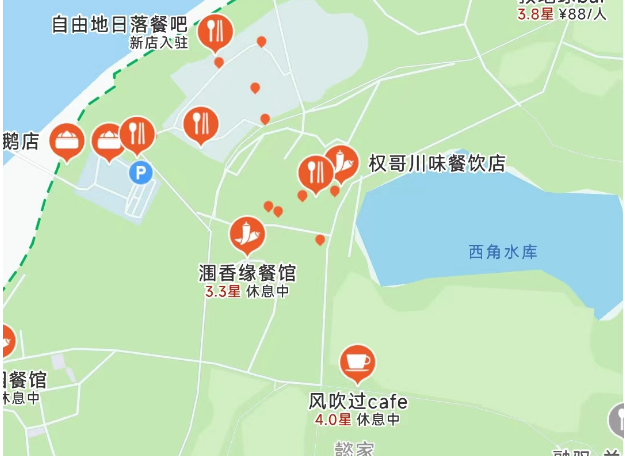 3.8星 ¥88/人
自由地日落餐吧
新店入驻
鹅店
P
权哥川味餐饮店
西角水库
涠香缘餐馆
3.3星 休息中
餐馆
休息中
风吹过cafe
4.0星 休息中
懿家